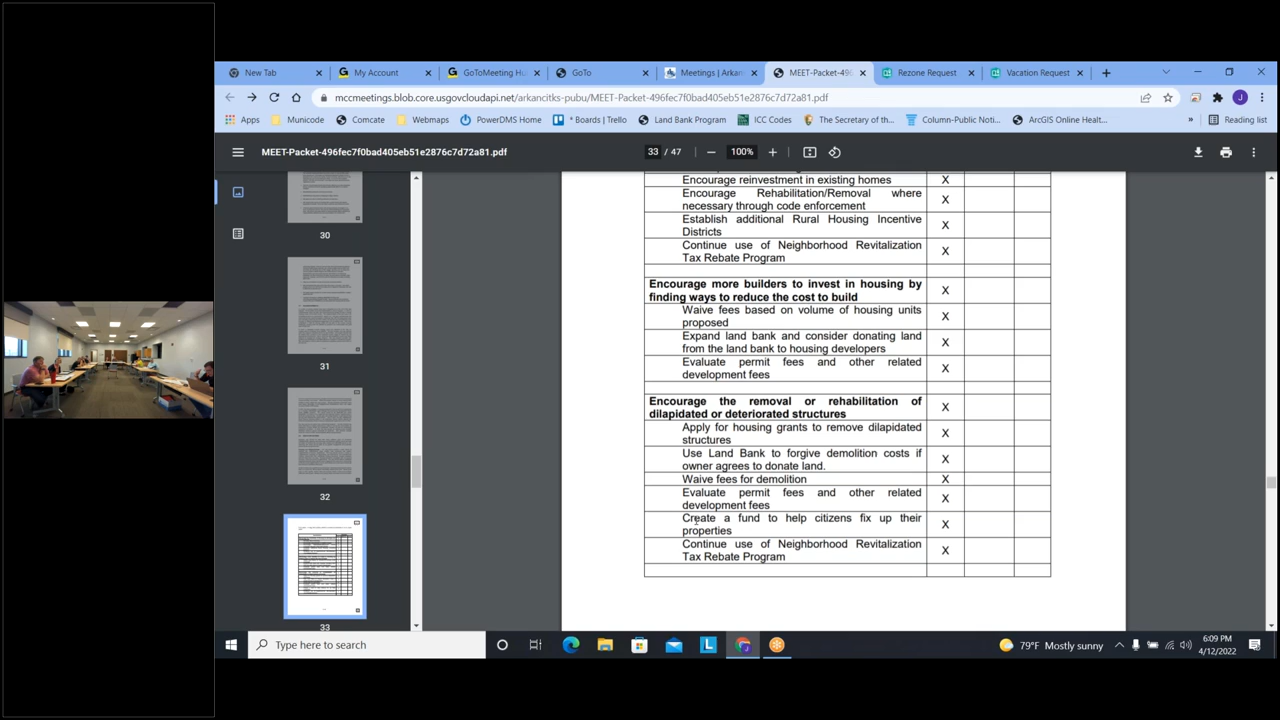 New Tab
My Account
GoToMeeting Hu
GoTo
Meetings | Arkan
MEET-Packet-496
Rezone Request
Vacation Request
mccmeetings.blob.core.usgovcloudapi.net/arkancitks-pubu/MEET-Packet-496fec7f0bad405eb51e2876c7d72a81.pdf
Apps
Municode
Comcate
Webmaps
PowerDMS Home
* Boards | Trello
Land Bank Program
ICC Codes
The Secretary of th...
Column-Public Noti...
ArcGIS Online Healt...
»
Reading list
MEET-Packet-496fec7f0bad405eb51e2876c7d72a81.pdf
33 / 47
100%
30
31
32
33
Encourage reinvestment in existing homes X
Encourage Rehabilitation/Removal where
necessary through code enforcement X
Establish additional Rural Housing Incentive
Districts X
Continue use of Neighborhood Revitalization
Tax Rebate Program X
Encourage more builders to invest in housing by
finding ways to reduce the cost to build X
Waive fees based on volume of housing units
proposed X
Expand land bank and consider donating land
from the land bank to housing developers X
Evaluate permit fees and other related
development fees X
Encourage the removal or rehabilitation of
dilapidated or deteriorated structures X
Apply for housing grants to remove dilapidated
structures X
Use Land Bank to forgive demolition costs if
owner agrees to donate land. X
Waive fees for demolition X
Evaluate permit fees and other related
development fees X
Create a fund to help citizens fix up their
properties X
Continue use of Neighborhood Revitalization
Tax Rebate Program X
Type here to search
79°F Mostly sunny
6:09 PM
4/12/2022